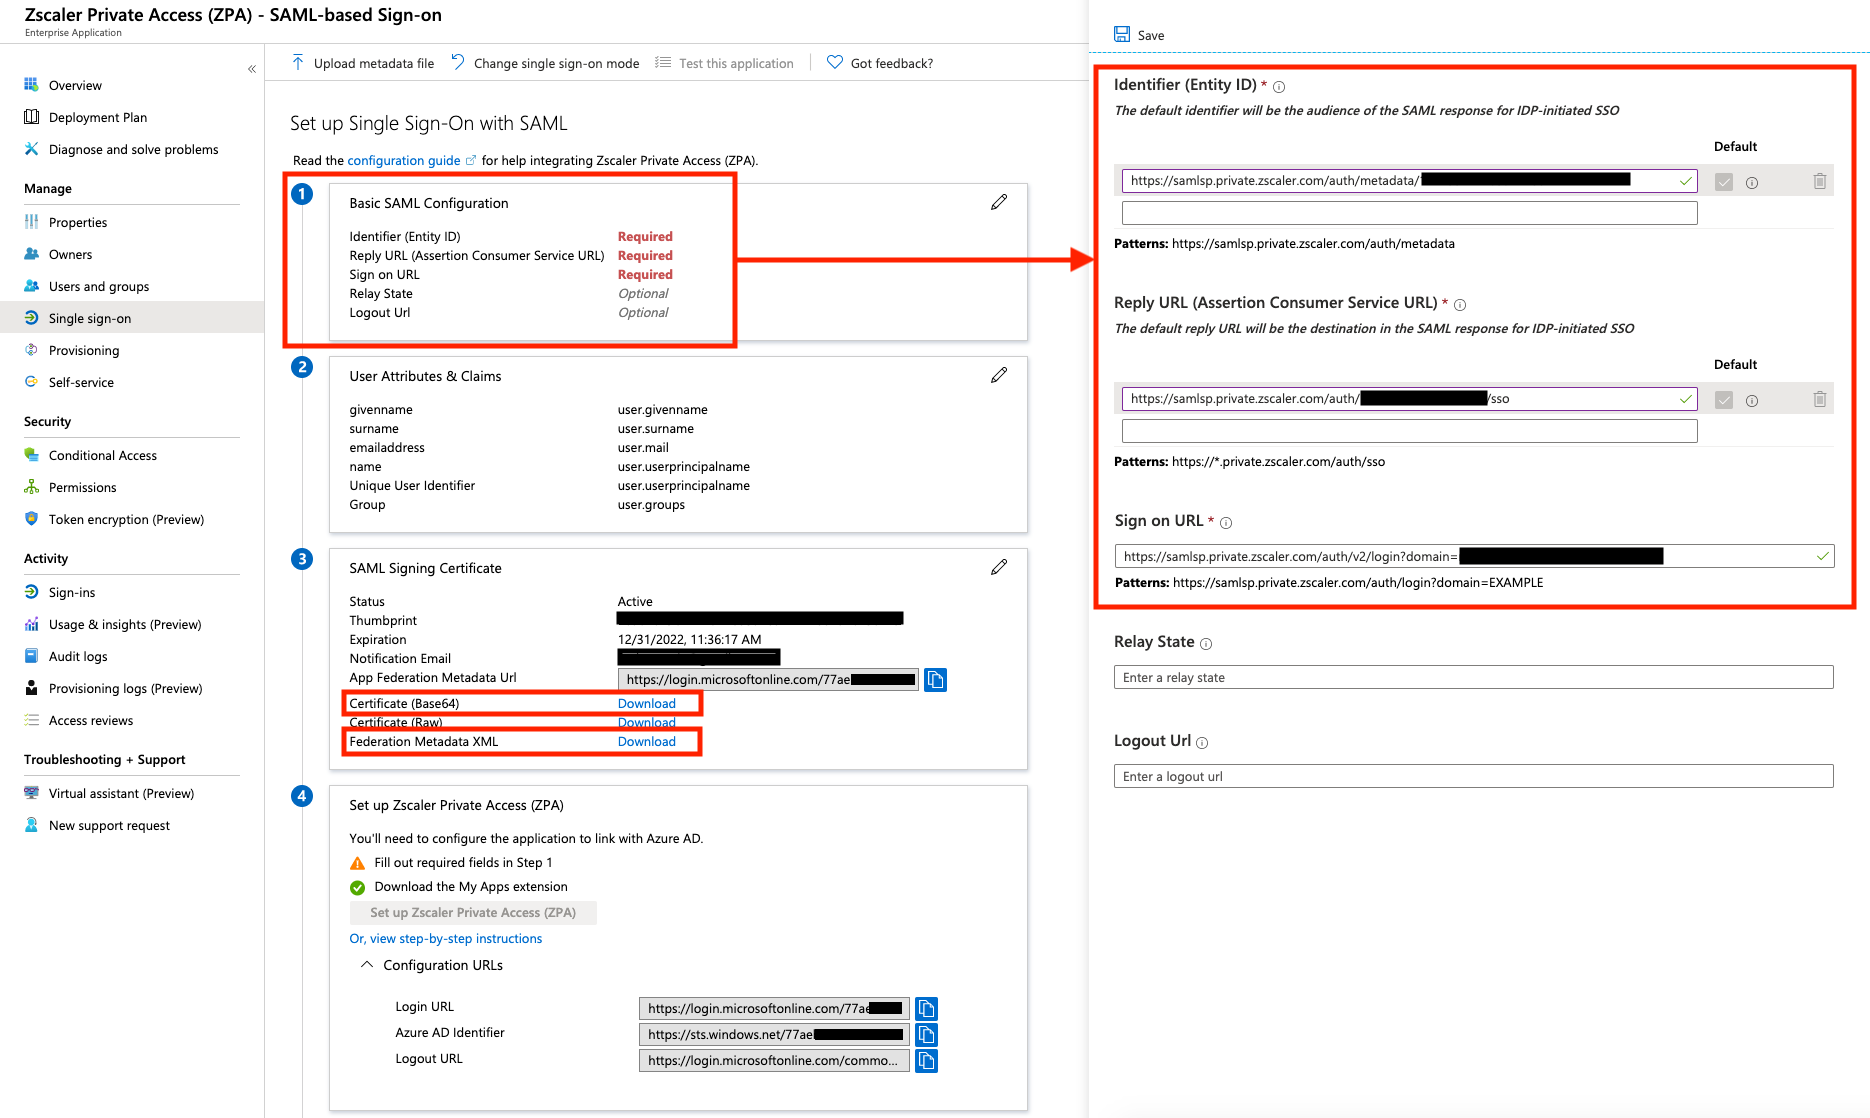 Zscaler Private Access (ZPA) - SAML-based Sign-on
Enterprise Application
«
Overview
Deployment Plan
Diagnose and solve problems
Manage
Properties
Owners
Users and groups
Single sign-on
Provisioning
Self-service
Security
Conditional Access
Permissions
Token encryption (Preview)
Activity
Sign-ins
Usage & insights (Preview)
Audit logs
Provisioning logs (Preview)
Access reviews
Troubleshooting + Support
Virtual assistant (Preview)
New support request
Upload metadata file
Change single sign-on mode
Test this application
Got feedback?
Set up Single Sign-On with SAML
Read the configuration guide for help integrating Zscaler Private Access (ZPA).
1
Basic SAML Configuration
Identifier (Entity ID) Required
Reply URL (Assertion Consumer Service URL) Required
Sign on URL Required
Relay State Optional
Logout Url Optional
2
User Attributes & Claims
givenname user.givenname
surname user.surname
emailaddress user.mail
name user.userprincipalname
Unique User Identifier user.userprincipalname
Group user.groups
3
SAML Signing Certificate
Status Active
Thumbprint
Expiration 12/31/2022, 11:36:17 AM
Notification Email
App Federation Metadata Url https://login.microsoftonline.com/77ae
Certificate (Base64) Download
Certificate (Raw) Download
Federation Metadata XML Download
4
Set up Zscaler Private Access (ZPA)
You'll need to configure the application to link with Azure AD.
Fill out required fields in Step 1
Download the My Apps extension
Set up Zscaler Private Access (ZPA)
Or, view step-by-step instructions
Configuration URLs
Login URL https://login.microsoftonline.com/77ae
Azure AD Identifier https://sts.windows.net/77ae
Logout URL https://login.microsoftonline.com/commo...
Save
Identifier (Entity ID) *
The default identifier will be the audience of the SAML response for IDP-initiated SSO
Default
https://samlsp.private.zscaler.com/auth/metadata/
Patterns: https://samlsp.private.zscaler.com/auth/metadata
Reply URL (Assertion Consumer Service URL) *
The default reply URL will be the destination in the SAML response for IDP-initiated SSO
Default
https://samlsp.private.zscaler.com/auth/ /sso
Patterns: https://*.private.zscaler.com/auth/sso
Sign on URL *
https://samlsp.private.zscaler.com/auth/v2/login?domain=
Patterns: https://samlsp.private.zscaler.com/auth/login?domain=EXAMPLE
Relay State
Enter a relay state
Logout Url
Enter a logout url